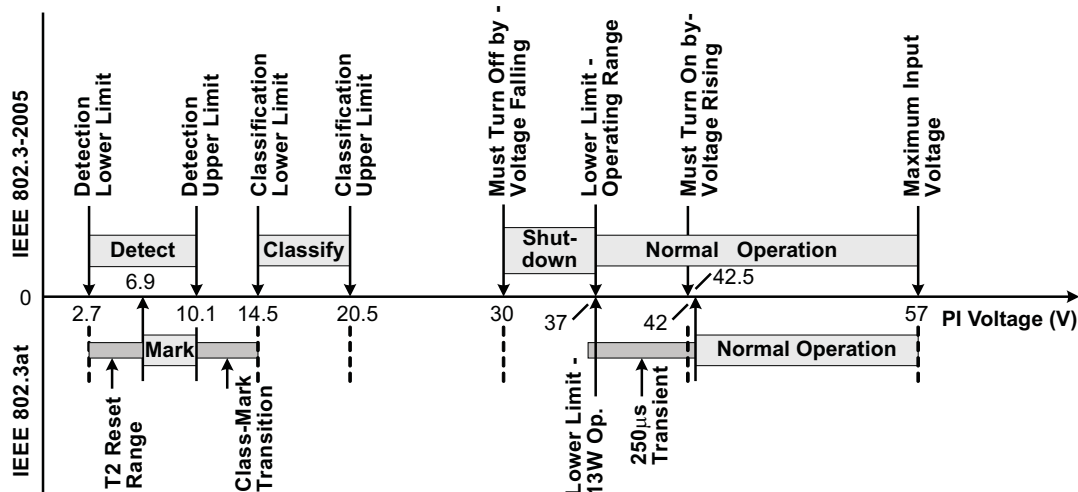 IEEE 802.3-2005
Detection
Lower Limit
Detection
Upper Limit
Classification
Lower Limit
Classification
Upper Limit
Must Turn Off by -
Voltage Falling
Lower Limit -
Operating Range
Must Turn On by-
Voltage Rising
Maximum Input
Voltage
Detect
Classify
Shut-
down
Normal Operation
6.9
42.5
0
2.7
10.1
14.5
20.5
30
37
42
57
PI Voltage (V)
IEEE 802.3at
Mark
Normal Operation
T2 Reset
Range
Class-Mark
Transition
Lower Limit -
13W Op.
250μs
Transient